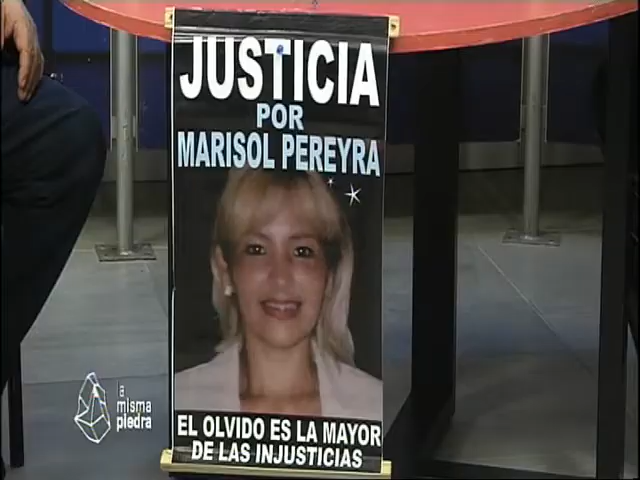 JUSTICIA
POR
MARISOL PEREYRA
la
misma
piedra
EL OLVIDO ES LA MAYOR
DE LAS INJUSTICIAS